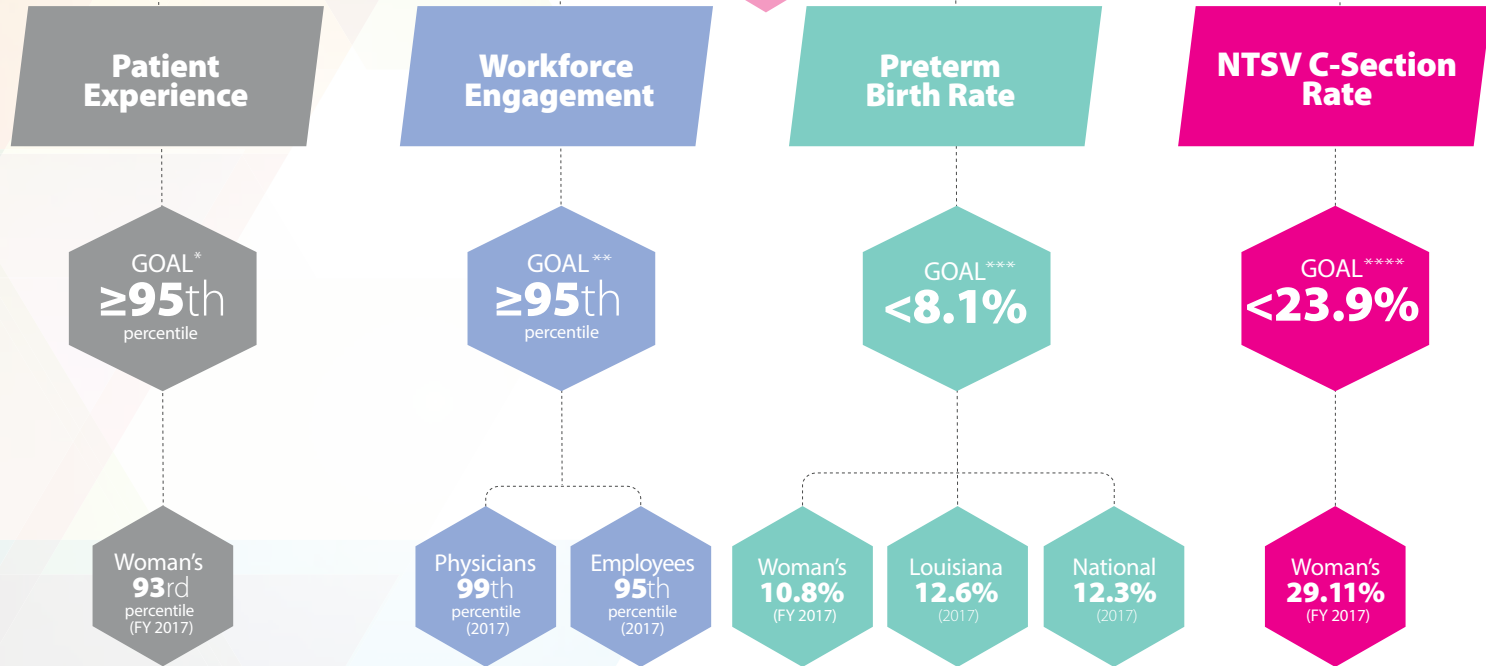 Patient
Experience
GOAL*
≥95th
percentile
Woman's
93rd
percentile
(FY 2017)
Workforce
Engagement
GOAL**
≥95th
percentile
Physicians
99th
percentile
(2017)
Employees
95th
percentile
(2017)
Preterm
Birth Rate
GOAL***
<8.1%
Woman's
10.8%
(FY 2017)
Louisiana
12.6%
(2017)
National
12.3%
(2017)
NTSV C-Section
Rate
GOAL****
<23.9%
Woman's
29.11%
(FY 2017)